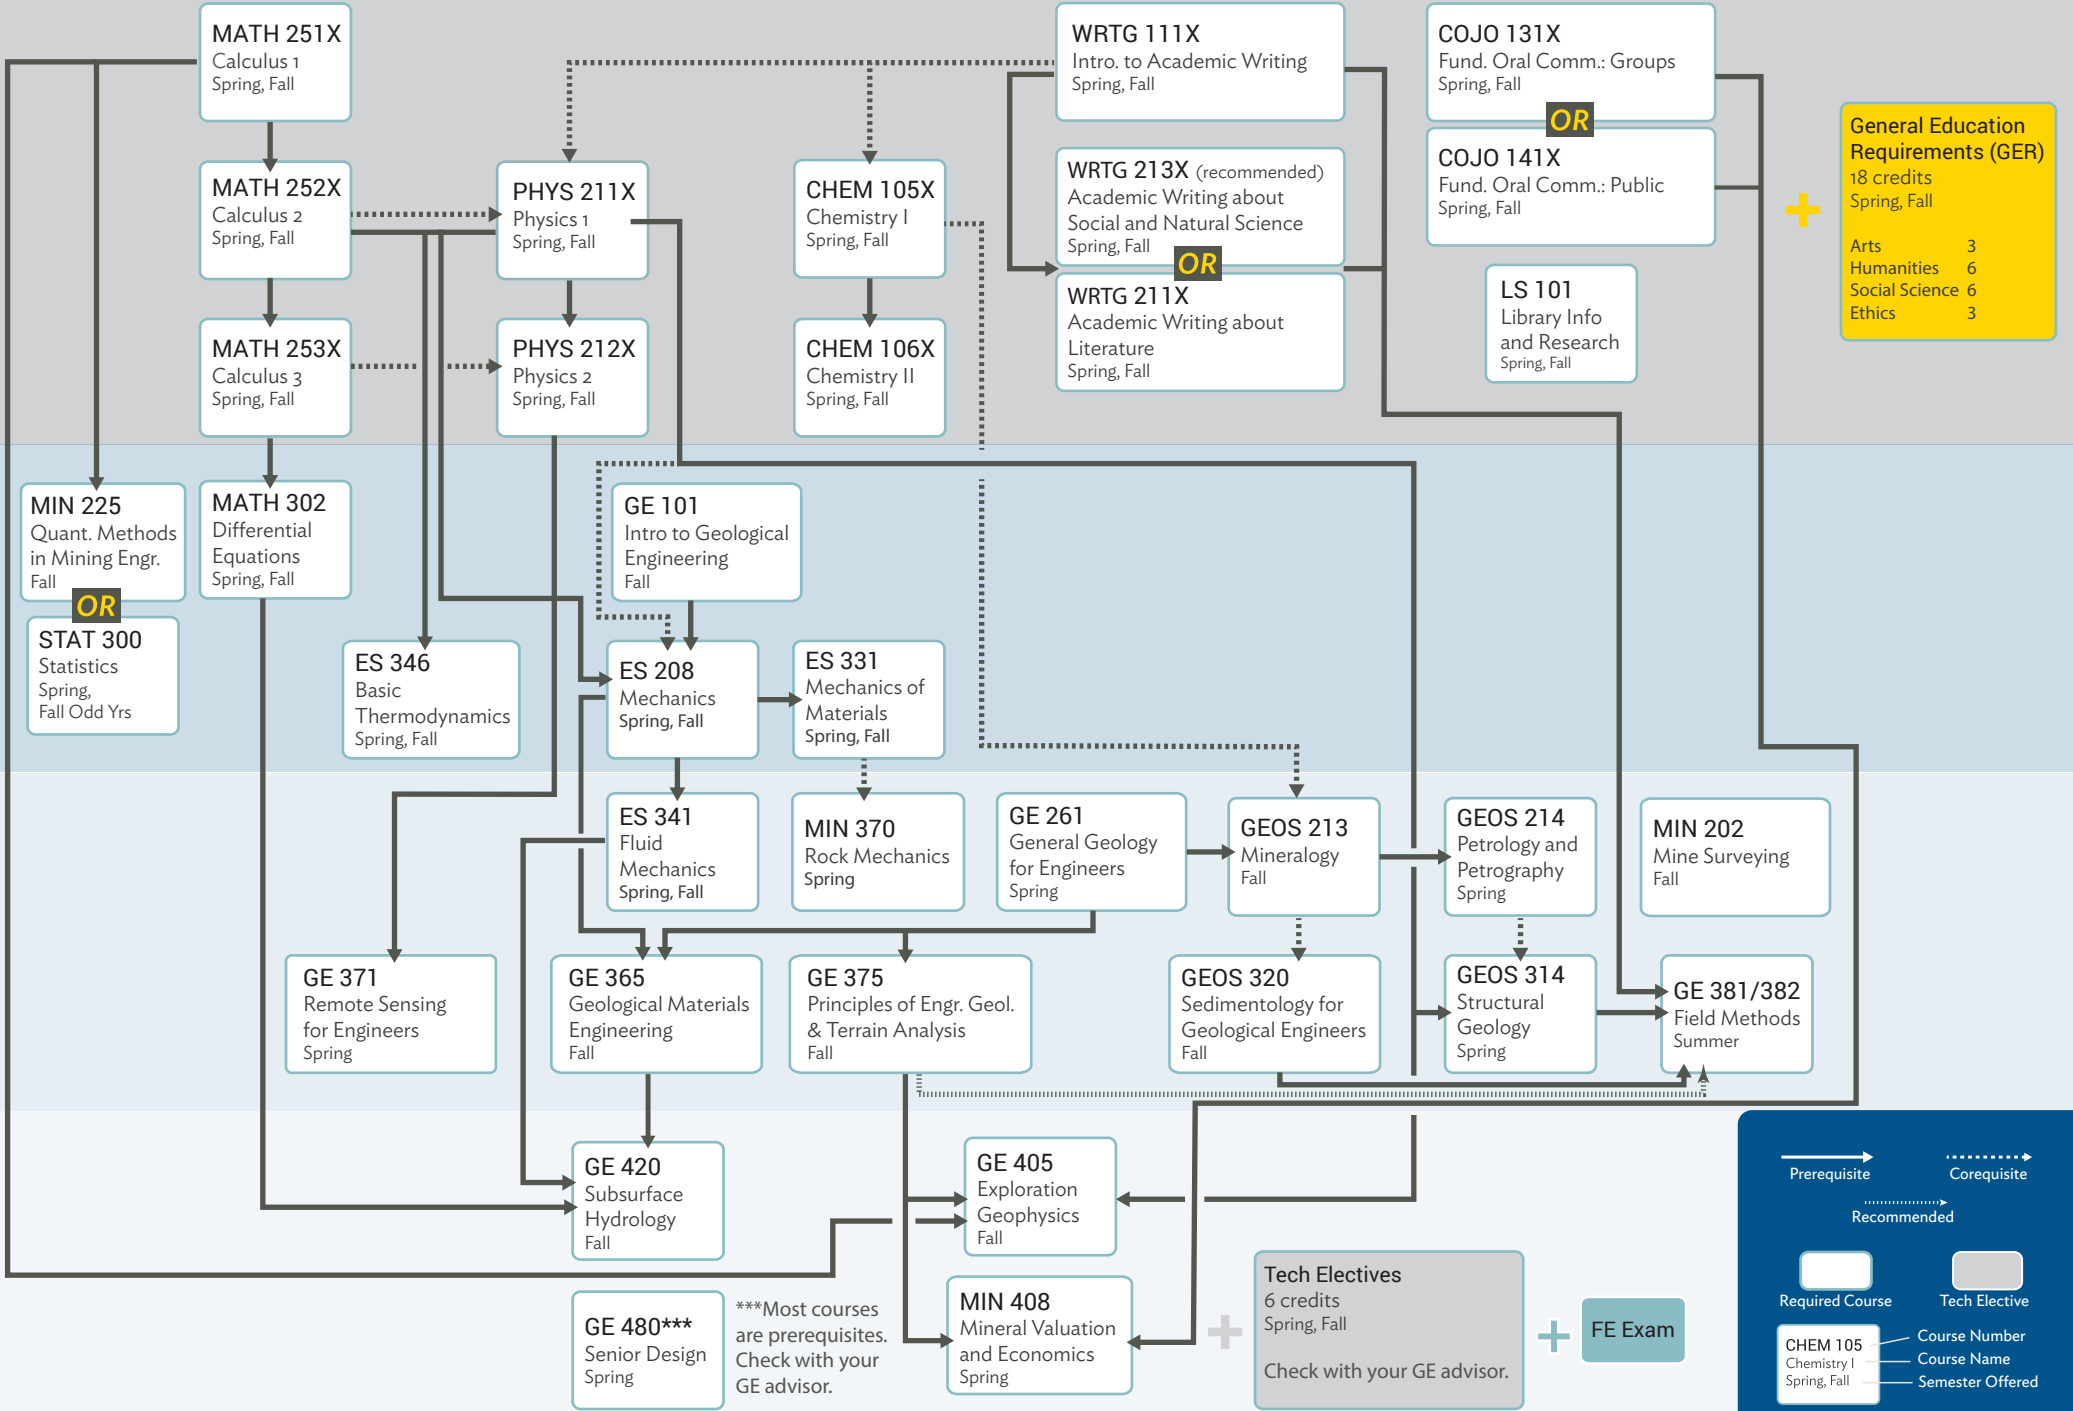 MATH 251X
Calculus 1
Spring, Fall
WRTG 111X
Intro. to Academic Writing
Spring, Fall
COJO 131X
Fund. Oral Comm.: Groups
Spring, Fall
OR
COJO 141X
Fund. Oral Comm.: Public
Spring, Fall
General Education
Requirements (GER)
18 credits
Spring, Fall
Arts 3
Humanities 6
Social Science 6
Ethics 3
MATH 252X
Calculus 2
Spring, Fall
PHYS 211X
Physics 1
Spring, Fall
CHEM 105X
Chemistry I
Spring, Fall
WRTG 213X (recommended)
Academic Writing about
Social and Natural Science
Spring, Fall
OR
WRTG 211X
Academic Writing about
Literature
Spring, Fall
LS 101
Library Info
and Research
Spring, Fall
MATH 253X
Calculus 3
Spring, Fall
PHYS 212X
Physics 2
Spring, Fall
CHEM 106X
Chemistry II
Spring, Fall
MIN 225
Quant. Methods
in Mining Engr.
Fall
OR
STAT 300
Statistics
Spring,
Fall Odd Yrs
MATH 302
Differential
Equations
Spring, Fall
GE 101
Intro to Geological
Engineering
Fall
ES 346
Basic
Thermodynamics
Spring, Fall
ES 208
Mechanics
Spring, Fall
ES 331
Mechanics of
Materials
Spring, Fall
ES 341
Fluid
Mechanics
Spring, Fall
MIN 370
Rock Mechanics
Spring
GE 261
General Geology
for Engineers
Spring
GEOS 213
Mineralogy
Fall
GEOS 214
Petrology and
Petrography
Spring
MIN 202
Mine Surveying
Fall
GE 371
Remote Sensing
for Engineers
Spring
GE 365
Geological Materials
Engineering
Fall
GE 375
Principles of Engr. Geol.
& Terrain Analysis
Fall
GEOS 320
Sedimentology for
Geological Engineers
Fall
GEOS 314
Structural
Geology
Spring
GE 381/382
Field Methods
Summer
GE 420
Subsurface
Hydrology
Fall
GE 405
Exploration
Geophysics
Fall
GE 480***
Senior Design
Spring
***Most courses
are prerequisites.
Check with your
GE advisor.
MIN 408
Mineral Valuation
and Economics
Spring
Tech Electives
6 credits
Spring, Fall
Check with your GE advisor.
FE Exam
Prerequisite
Corequisite
Recommended
Required Course
Tech Elective
CHEM 105
Chemistry I
Spring, Fall
Course Number
Course Name
Semester Offered